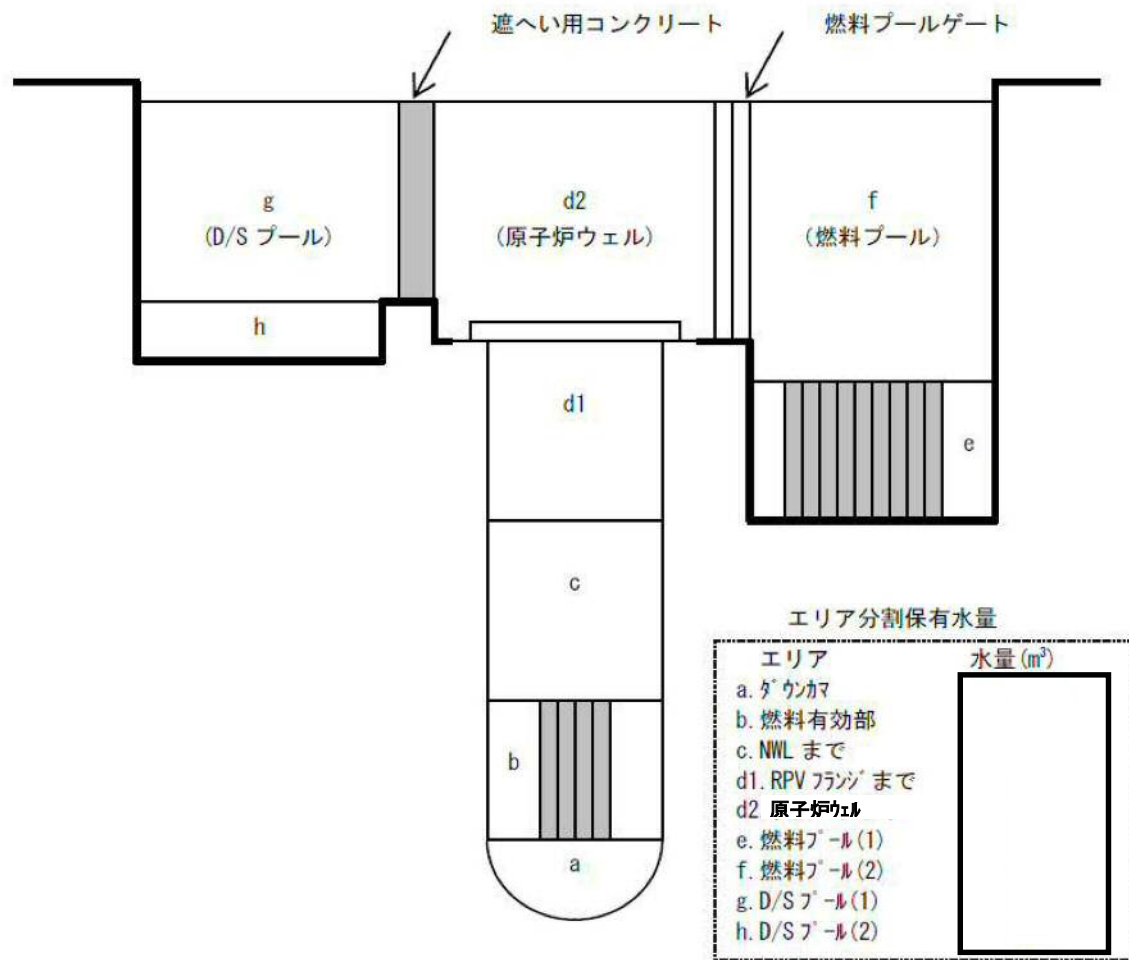 遮へい用コンクリート
燃料プールゲート
g
(D/S プール)
d2
(原子炉ウェル)
f
(燃料プール)
h
d1
e
c
b
a
エリア分割保有水量
エリア
水量(m³)
a.ﾀﾞｳﾝｶﾏ
b.燃料有効部
c.NWL まで
d1.RPV ﾌﾗﾝｼﾞまで
d2 原子炉ｳｪﾙ
e.燃料ﾌﾟｰﾙ(1)
f.燃料ﾌﾟｰﾙ(2)
g.D/Sﾌﾟｰﾙ(1)
h.D/Sﾌﾟｰﾙ(2)